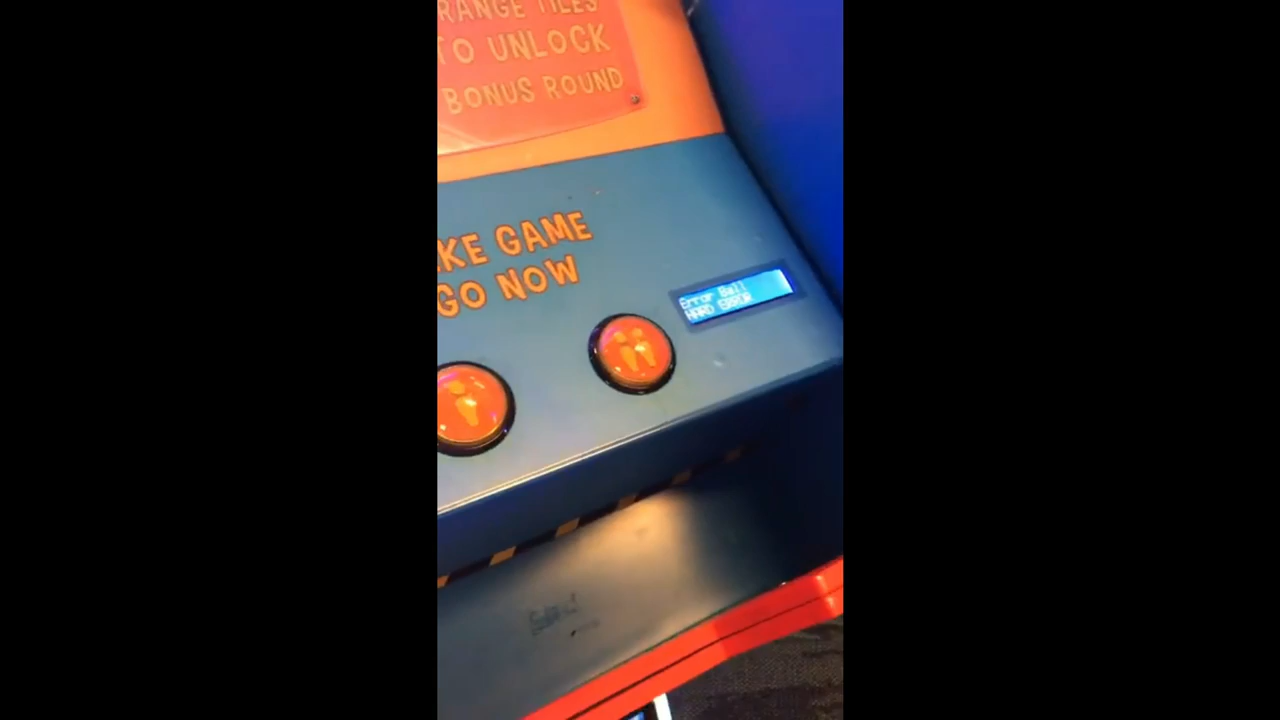 RANGE TILES
TO UNLOCK
BONUS ROUND
KE GAME
GO NOW
Error Ball
HARD ERROR